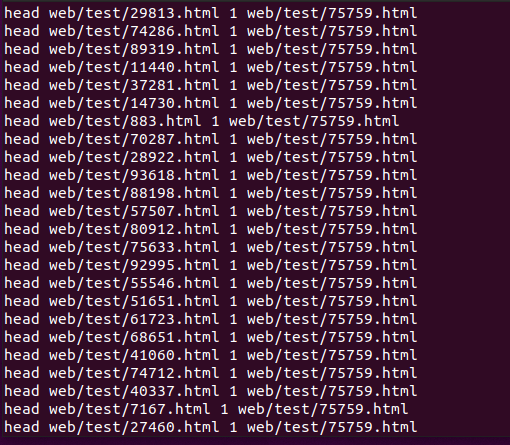 head web/test/29813.html 1 web/test/75759.html
head web/test/74286.html 1 web/test/75759.html
head web/test/89319.html 1 web/test/75759.html
head web/test/11440.html 1 web/test/75759.html
head web/test/37281.html 1 web/test/75759.html
head web/test/14730.html 1 web/test/75759.html
head web/test/883.html 1 web/test/75759.html
head web/test/70287.html 1 web/test/75759.html
head web/test/28922.html 1 web/test/75759.html
head web/test/93618.html 1 web/test/75759.html
head web/test/88198.html 1 web/test/75759.html
head web/test/57507.html 1 web/test/75759.html
head web/test/80912.html 1 web/test/75759.html
head web/test/75633.html 1 web/test/75759.html
head web/test/92995.html 1 web/test/75759.html
head web/test/55546.html 1 web/test/75759.html
head web/test/51651.html 1 web/test/75759.html
head web/test/61723.html 1 web/test/75759.html
head web/test/68651.html 1 web/test/75759.html
head web/test/41060.html 1 web/test/75759.html
head web/test/74712.html 1 web/test/75759.html
head web/test/40337.html 1 web/test/75759.html
head web/test/7167.html 1 web/test/75759.html
head web/test/27460.html 1 web/test/75759.html